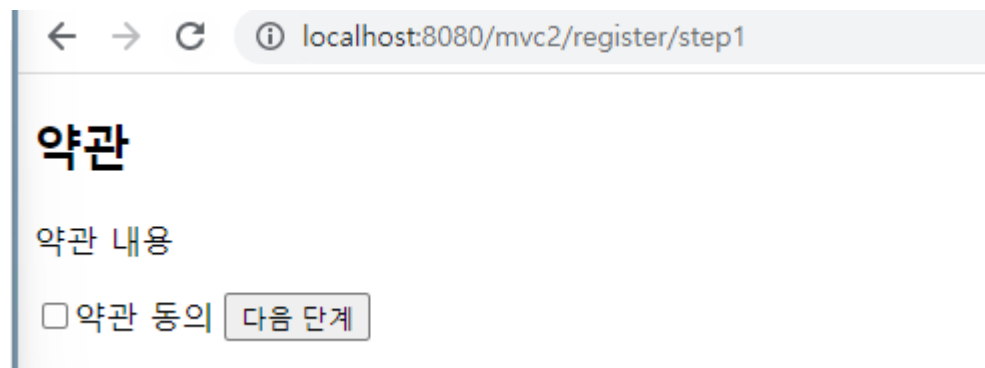 localhost:8080/mvc2/register/step1
약관
약관 내용
약관 동의 다음 단계